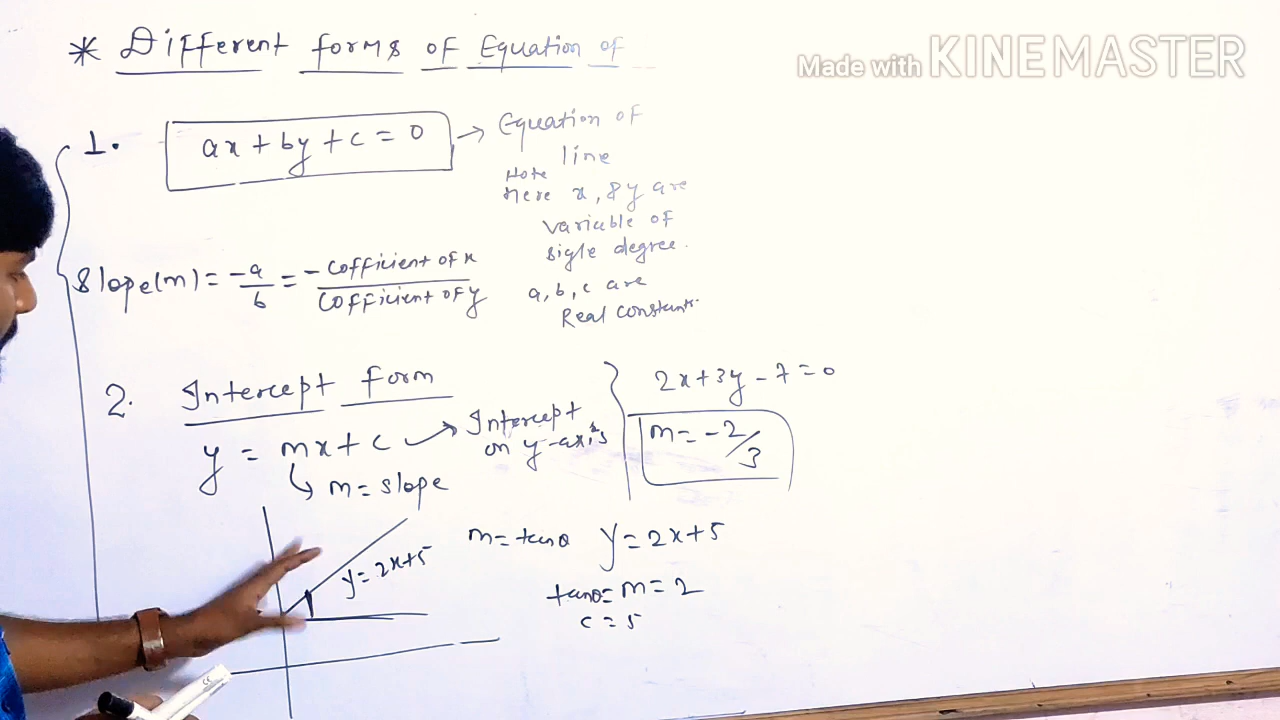 * Different forms of Equation of
Made with KINEMASTER
1. ax + by + c = 0 → Equation of
line
Note
Here x, & y are
variable of
sigle degree.
a, b, c are
Real constants.
Slope(m) = -a/b = - Cofficient of x / Cofficient of y
2. Intercept form
y = mx + c → Intercept
on y-axis
↳ m = slope
2x + 3y - 7 = 0
m = -2/3
y = 2x+5
m = tanθ y = 2x + 5
tanθ = m = 2
c = 5